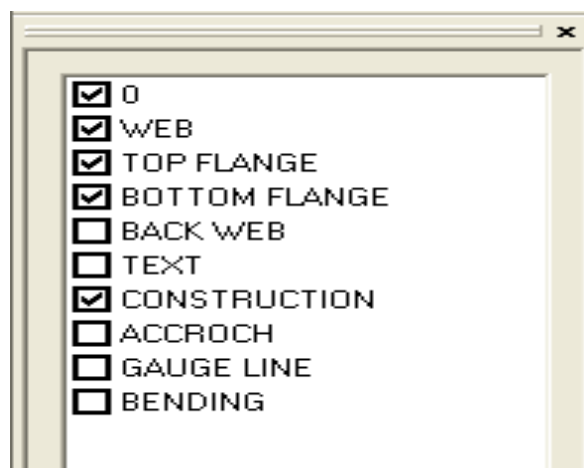 0
WEB
TOP FLANGE
BOTTOM FLANGE
BACK WEB
TEXT
CONSTRUCTION
ACCROCH
GAUGE LINE
BENDING